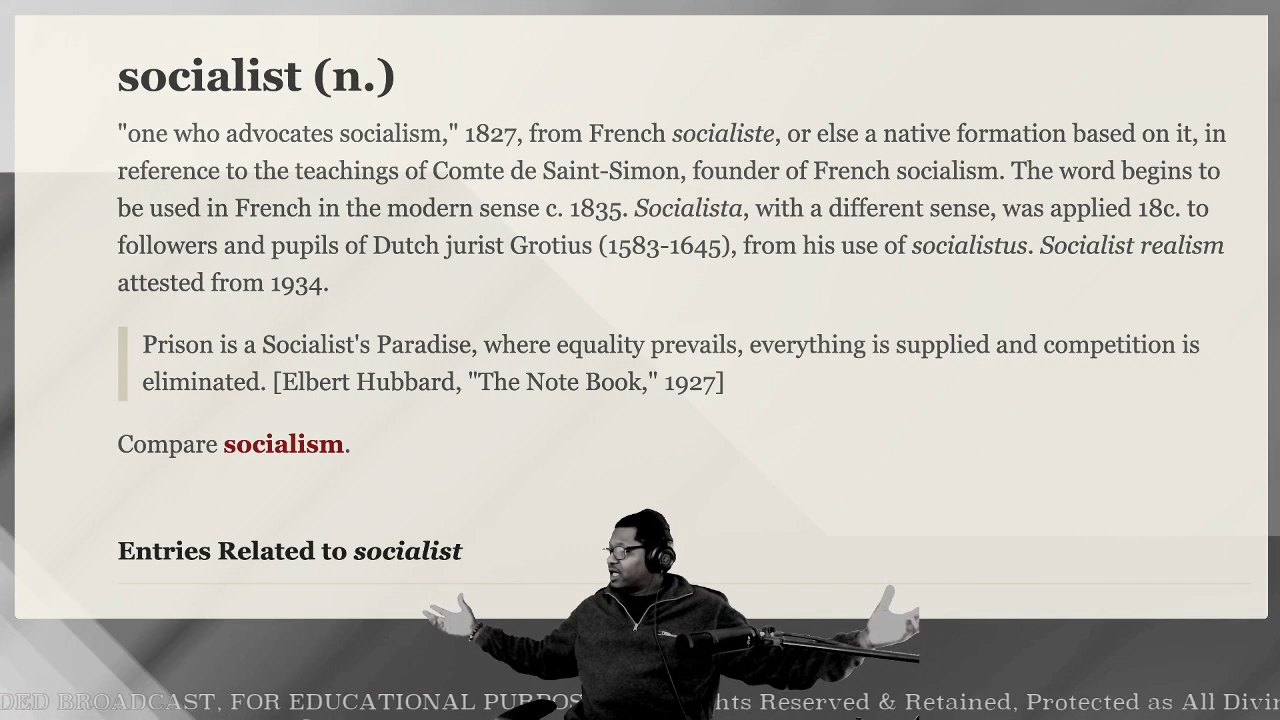 socialist (n.)
"one who advocates socialism," 1827, from French socialiste, or else a native formation based on it, in
reference to the teachings of Comte de Saint-Simon, founder of French socialism. The word begins to
be used in French in the modern sense c. 1835. Socialista, with a different sense, was applied 18c. to
followers and pupils of Dutch jurist Grotius (1583-1645), from his use of socialistus. Socialist realism
attested from 1934.
Prison is a Socialist's Paradise, where equality prevails, everything is supplied and competition is
eliminated. [Elbert Hubbard, "The Note Book," 1927]
Compare socialism.
Entries Related to socialist
BROADCAST, FOR EDUCATIONAL Reserved & Retained, Protected as All